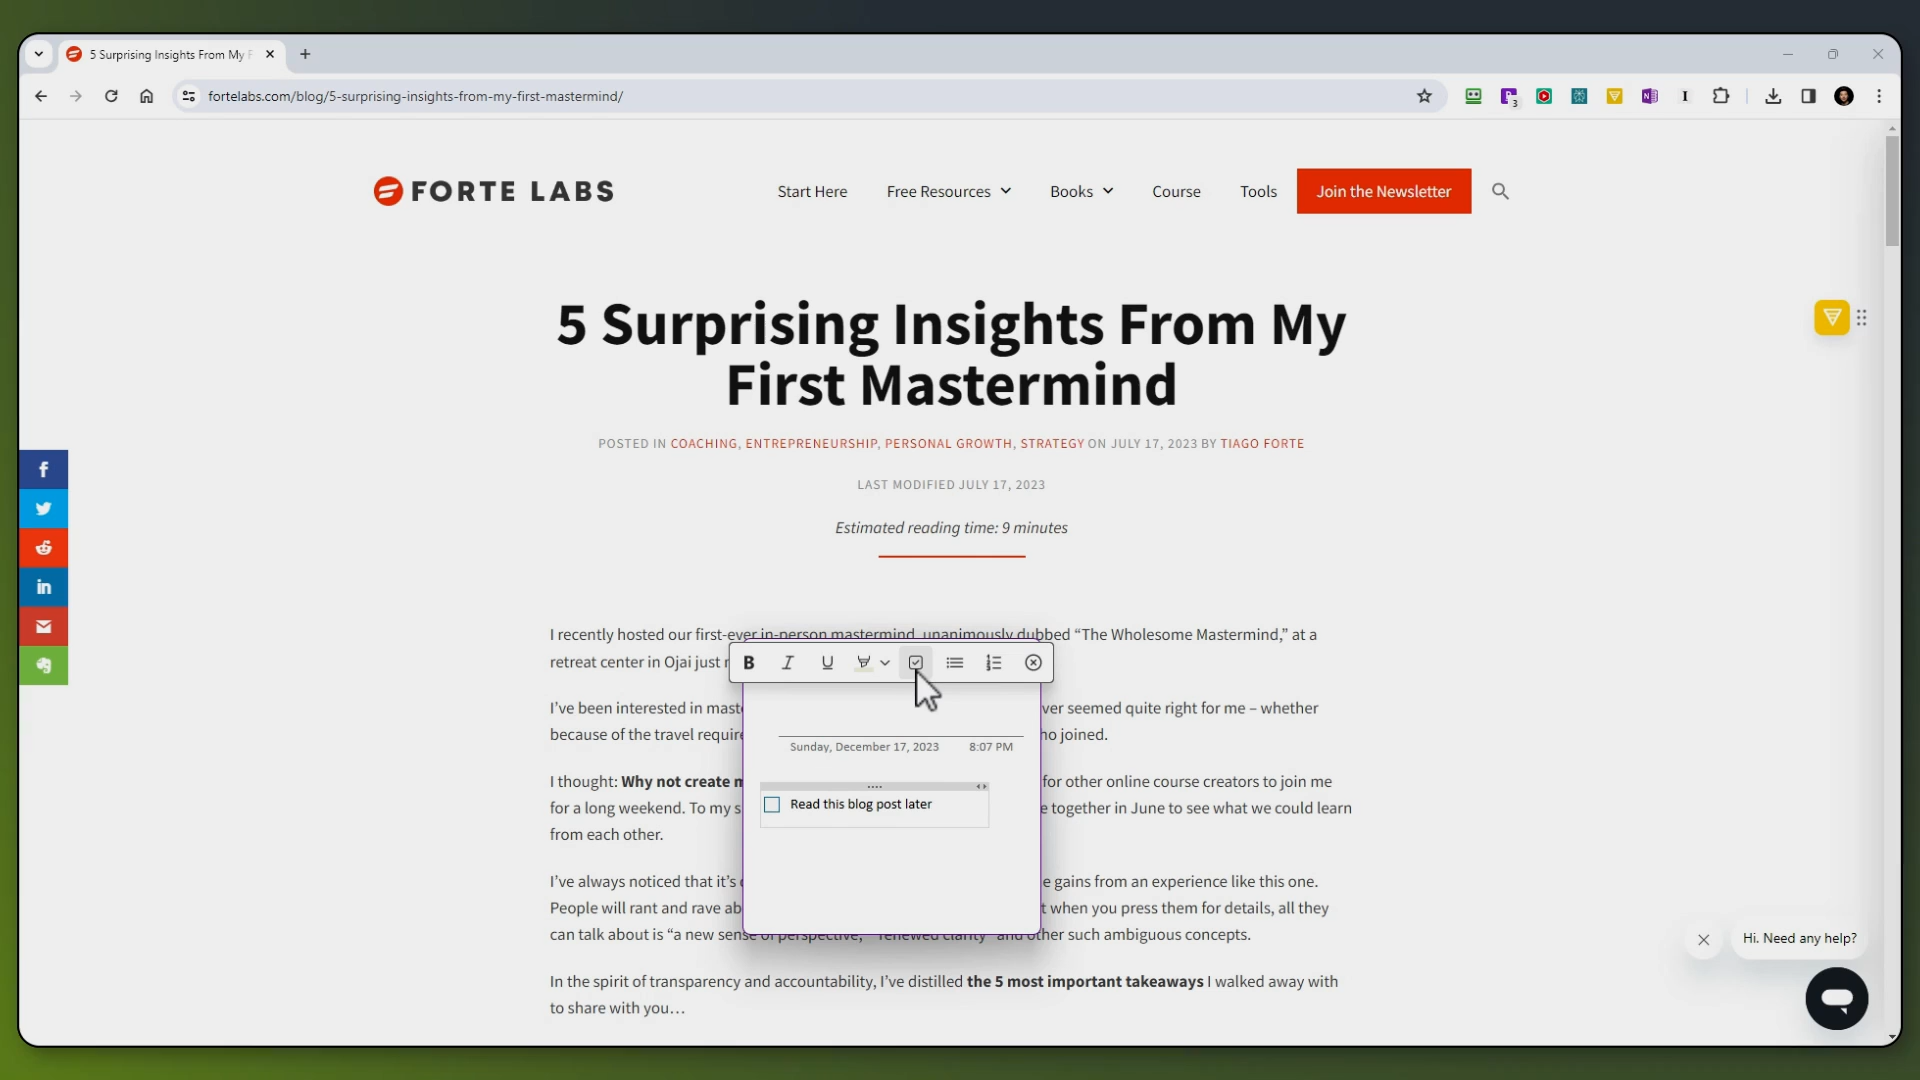 5 Surprising Insights From My F
fortelabs.com/blog/5-surprising-insights-from-my-first-mastermind/
3
N
I
FORTE LABS
Start Here
Free Resources
Books
Course
Tools
Join the Newsletter
5 Surprising Insights From My
First Mastermind
POSTED IN COACHING, ENTREPRENEURSHIP, PERSONAL GROWTH, STRATEGY ON JULY 17, 2023 BY TIAGO FORTE
LAST MODIFIED JULY 17, 2023
Estimated reading time: 9 minutes
f
in
I recently hosted our first-ever in-person mastermind, unanimously dubbed “The Wholesome Mastermind,” at a
retreat center in Ojai just
B I U
I’ve been interested in mast
ver seemed quite right for me – whether
because of the travel require
ho joined.
Sunday, December 17, 2023 8:07 PM
I thought: Why not create m
for other online course creators to join me
for a long weekend. To my s
e together in June to see what we could learn
from each other.
Read this blog post later
I’ve always noticed that it’s
e gains from an experience like this one.
People will rant and rave ab
t when you press them for details, all they
can talk about is “a new sense of perspective,” “renewed clarity” and other such ambiguous concepts.
In the spirit of transparency and accountability, I’ve distilled the 5 most important takeaways I walked away with
to share with you…
Hi. Need any help?